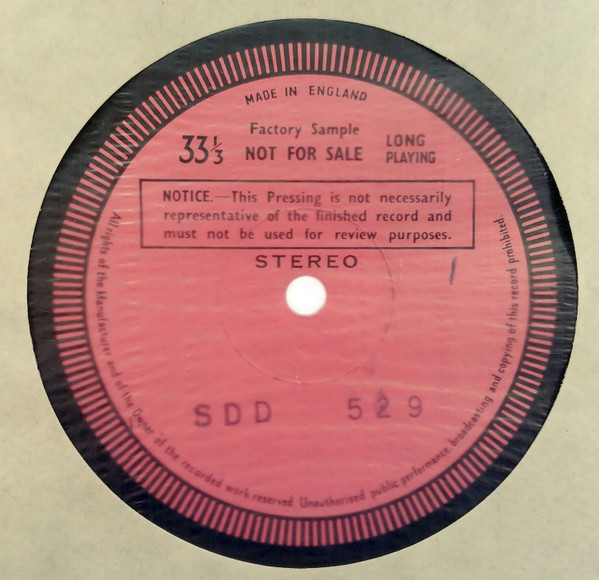 MADE IN ENGLAND
Factory Sample
33⅓ NOT FOR SALE LONG PLAYING
NOTICE.—This Pressing is not necessarily
representative of the finished record and
must not be used for review purposes.
STEREO
1
SDD 529
All rights of the Manufacturer and of the Owner of the recorded work reserved. Unauthorised public performance, broadcasting and copying of this record prohibited.